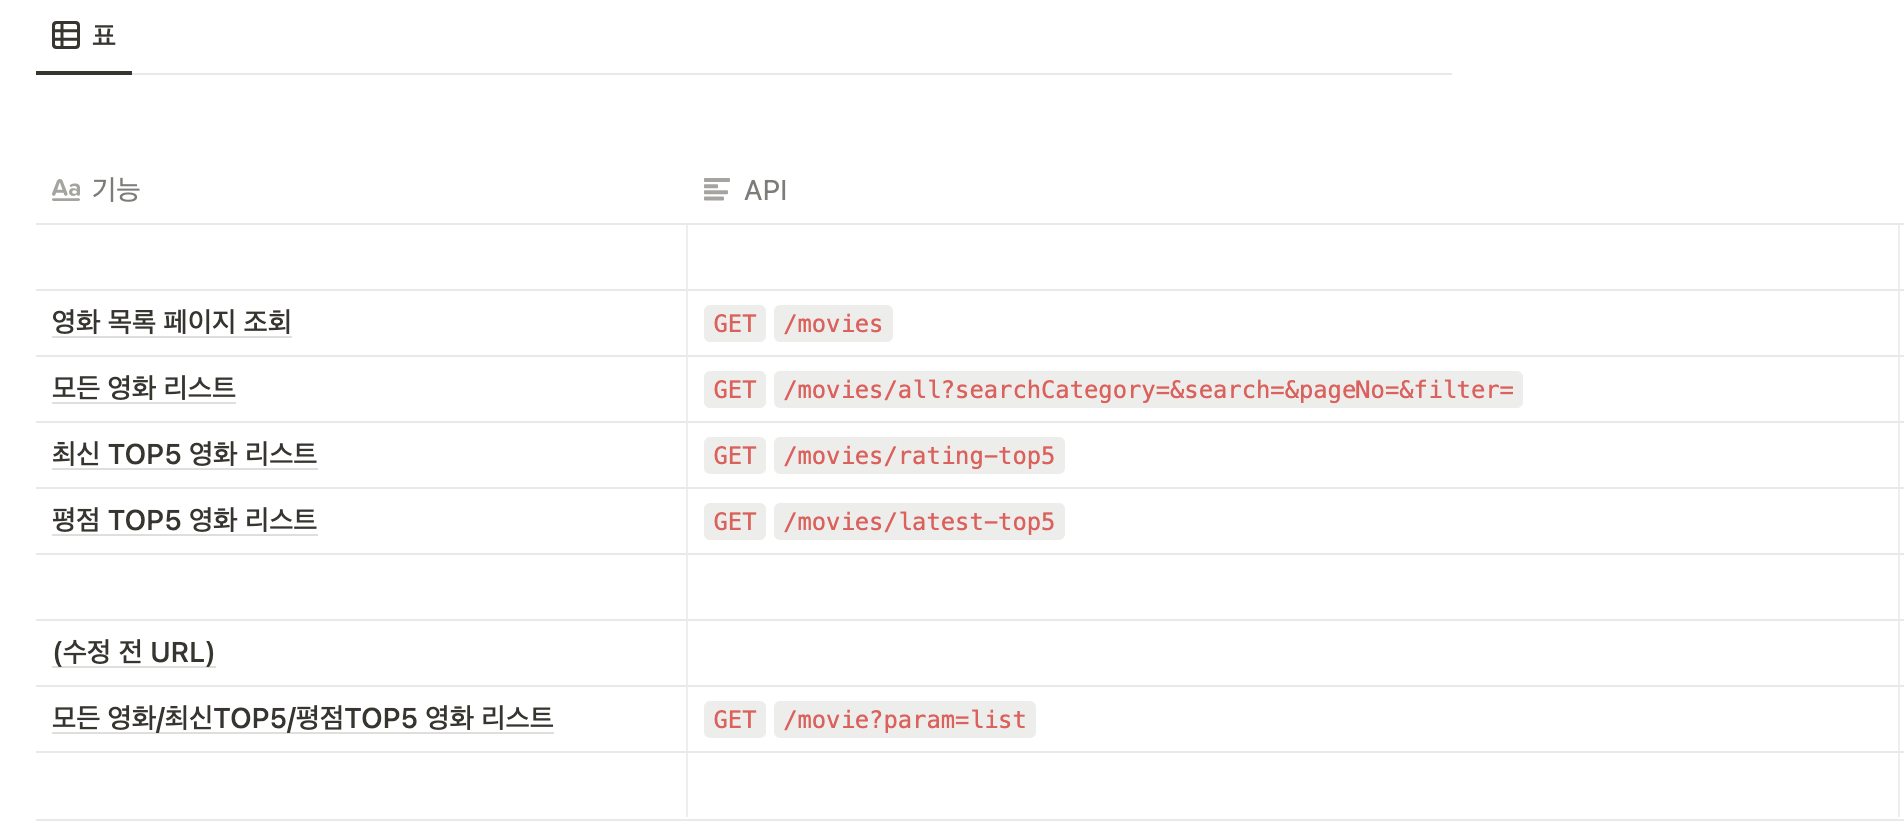 표
Aa 기능 API
영화 목록 페이지 조회 GET /movies
모든 영화 리스트 GET /movies/all?searchCategory=&search=&pageNo=&filter=
최신 TOP5 영화 리스트 GET /movies/rating-top5
평점 TOP5 영화 리스트 GET /movies/latest-top5
(수정 전 URL)
모든 영화/최신TOP5/평점TOP5 영화 리스트 GET /movie?param=list